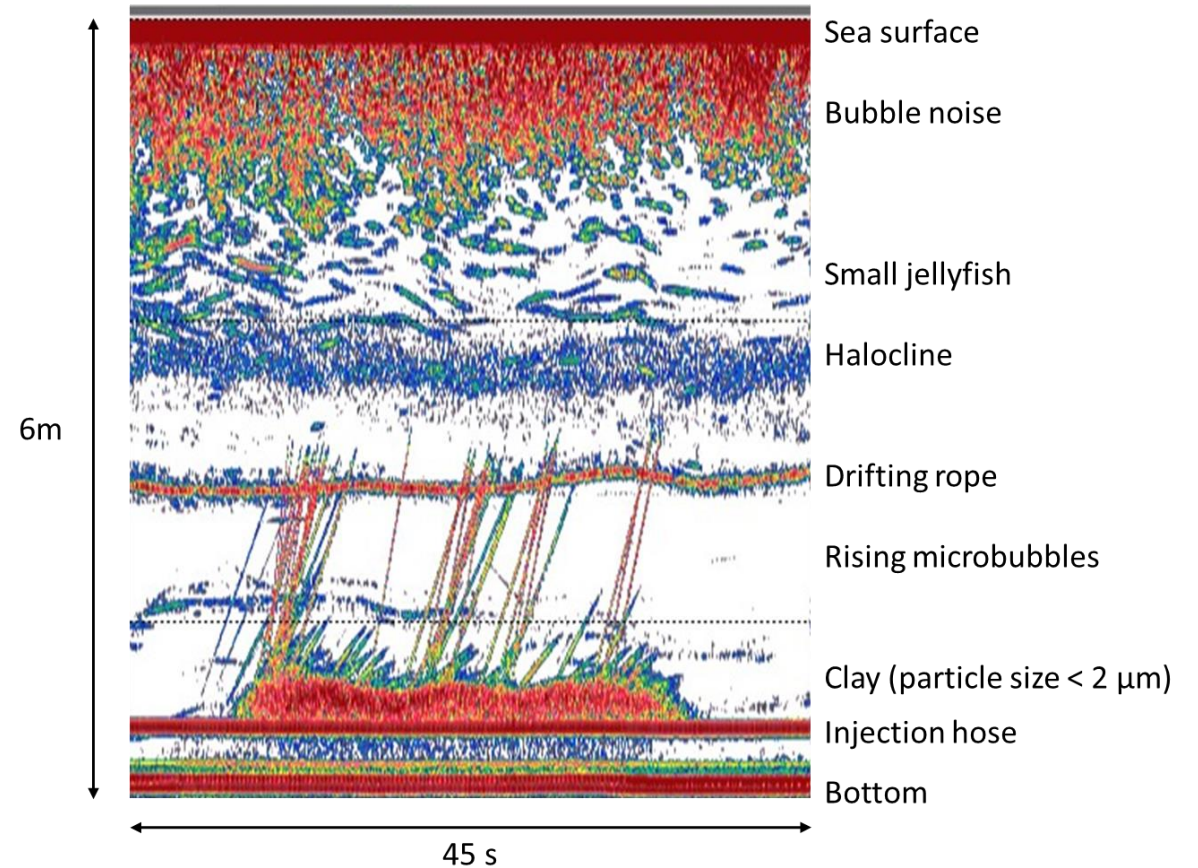 Sea surface
Bubble noise
Small jellyfish
Halocline
6m
Drifting rope
Rising microbubbles
Clay (particle size < 2 µm)
Injection hose
Bottom
45 s